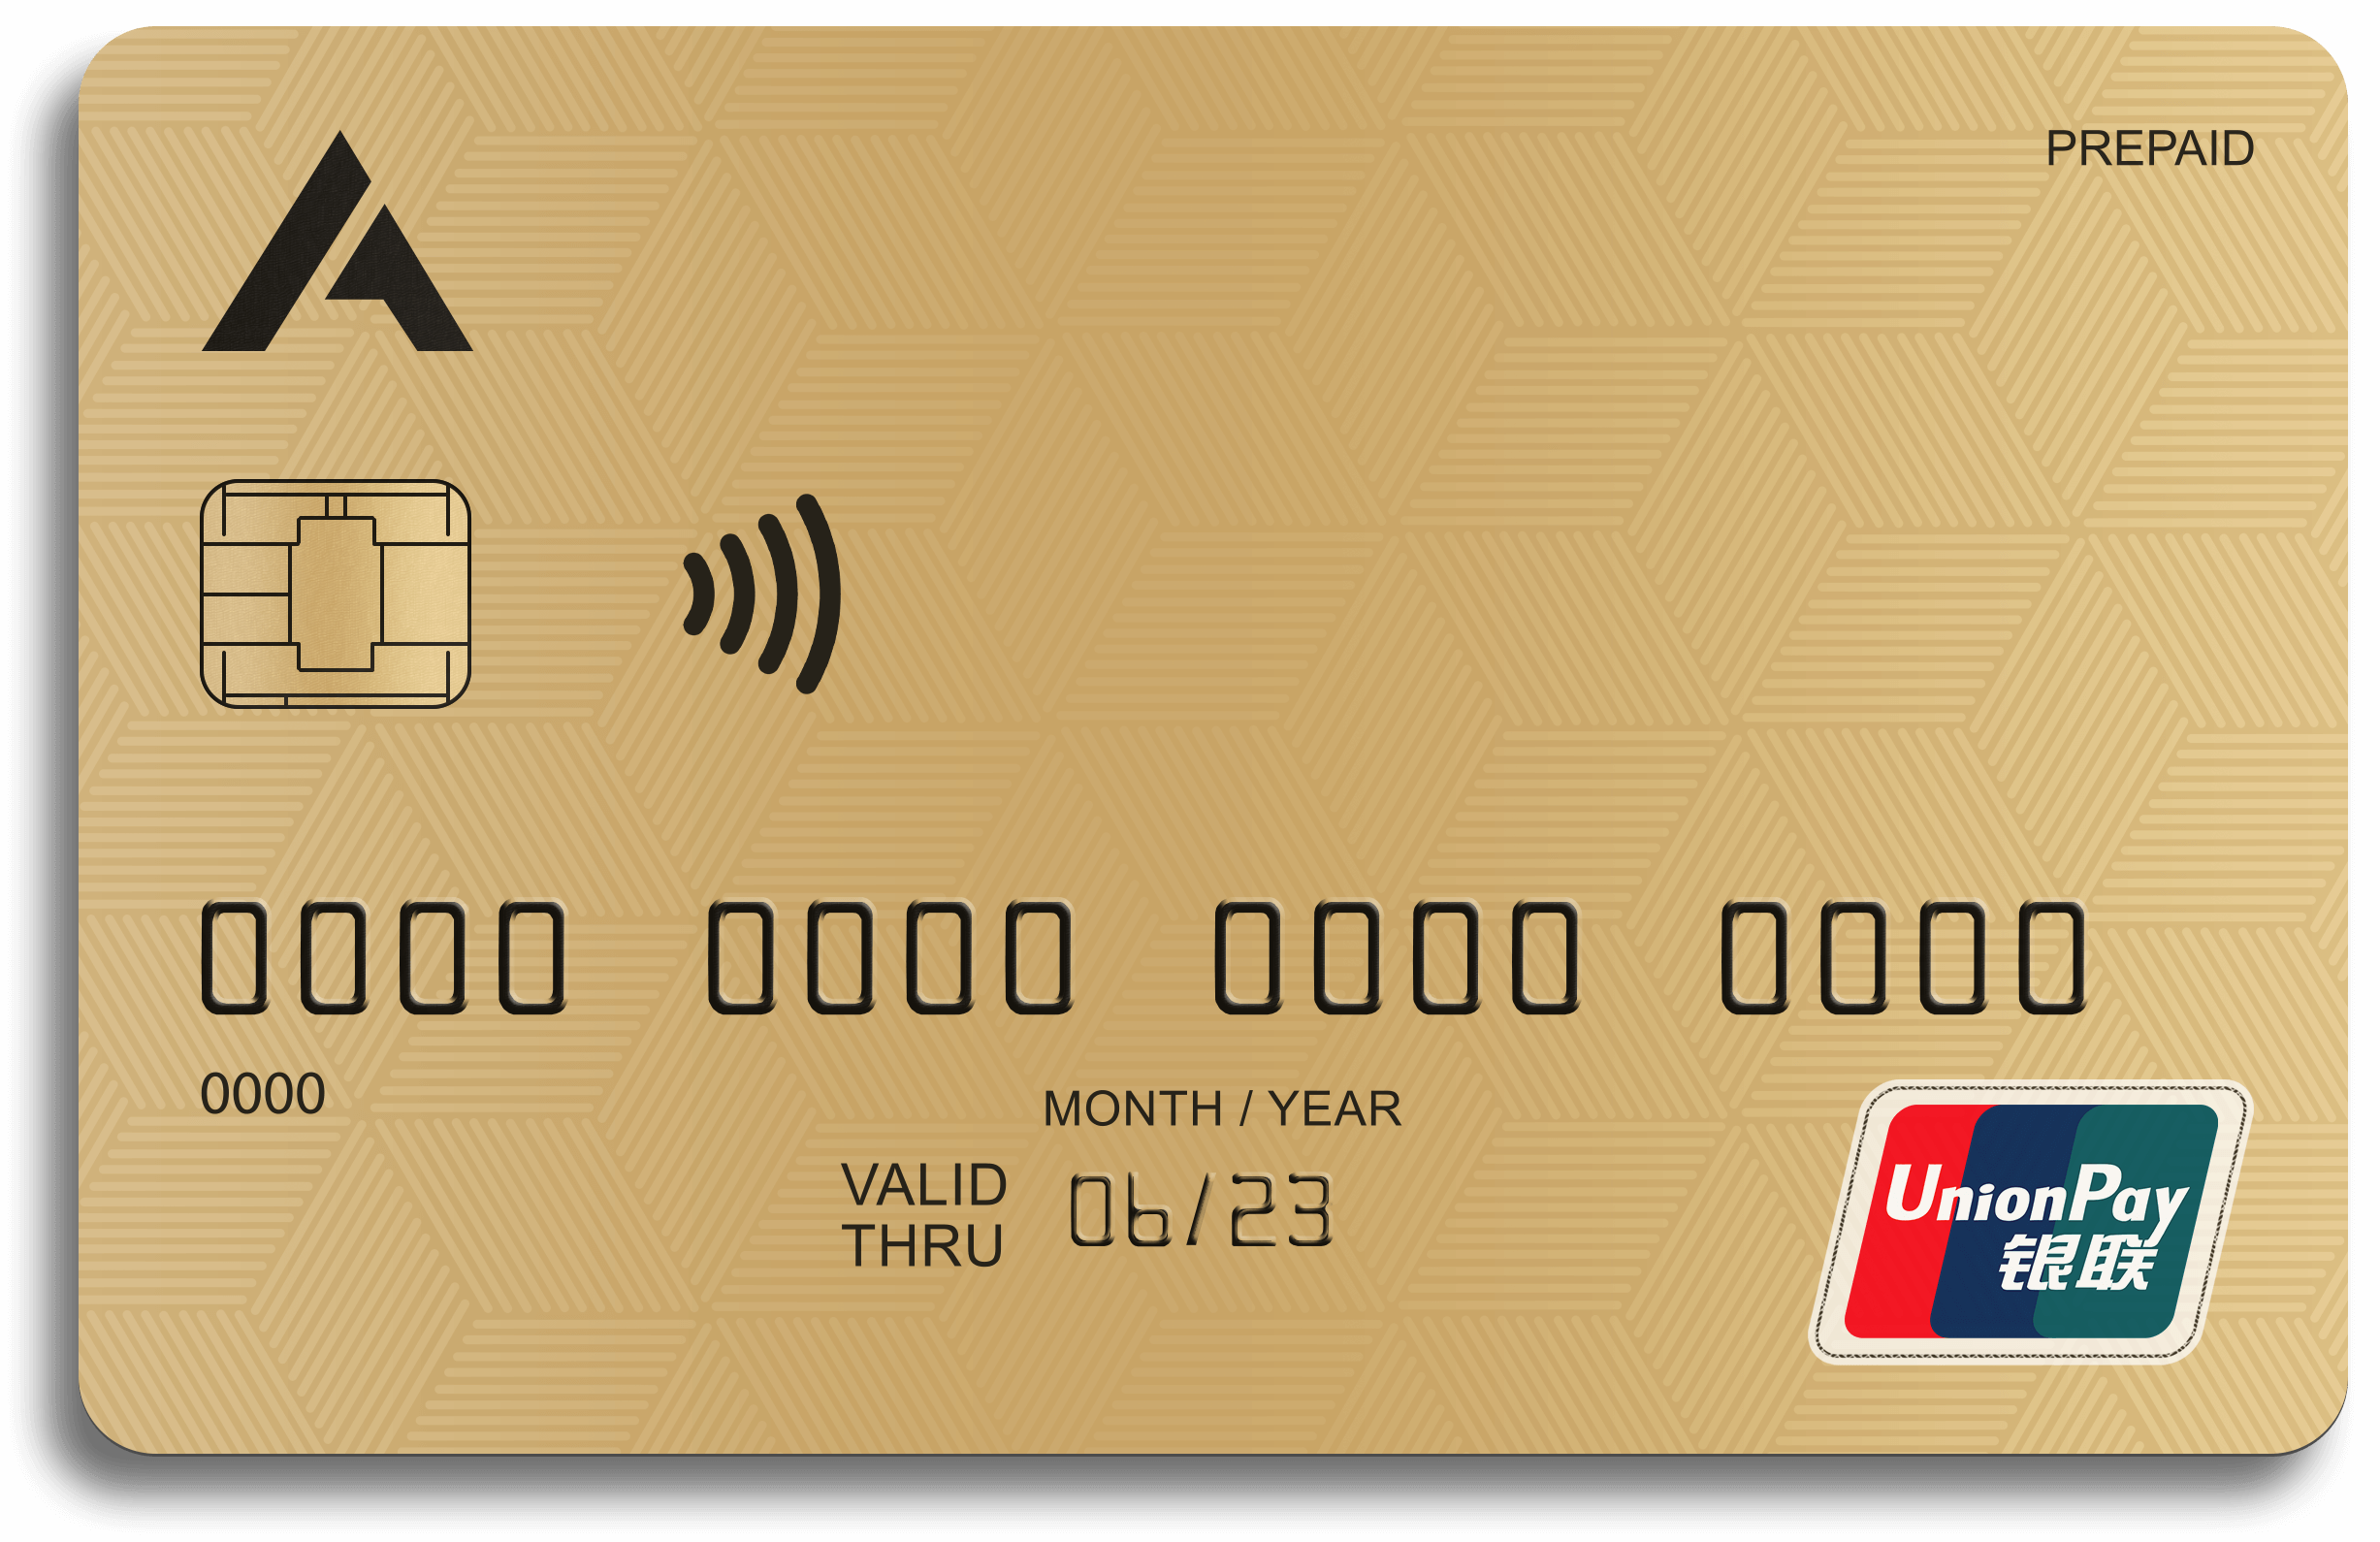 PREPAID
0000 0000 0000 0000
0000
MONTH / YEAR
VALID
THRU
06/23
UnionPay
银联